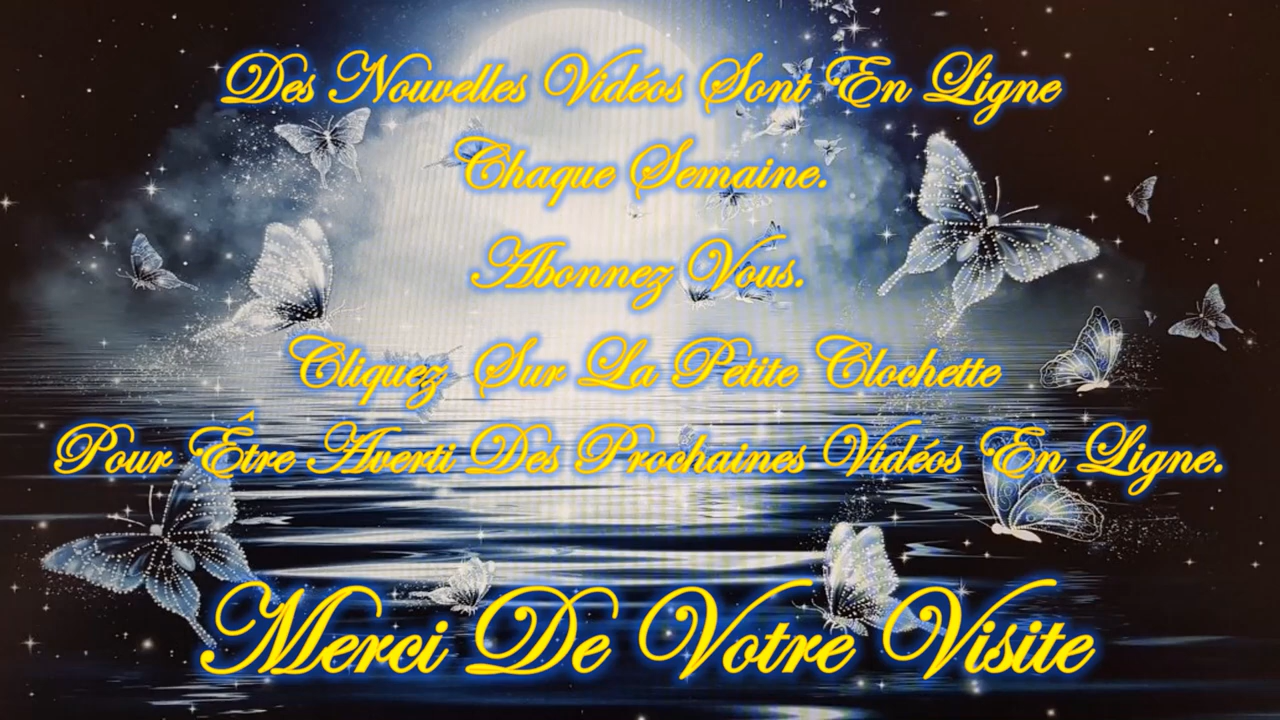 Des Nouvelles Vidéos Sont En Ligne
Chaque Semaine.
Abonnez Vous.
Cliquez Sur La Petite Clochette
Pour Être Averti Des Prochaines Vidéos En Ligne.
Merci De Votre Visite